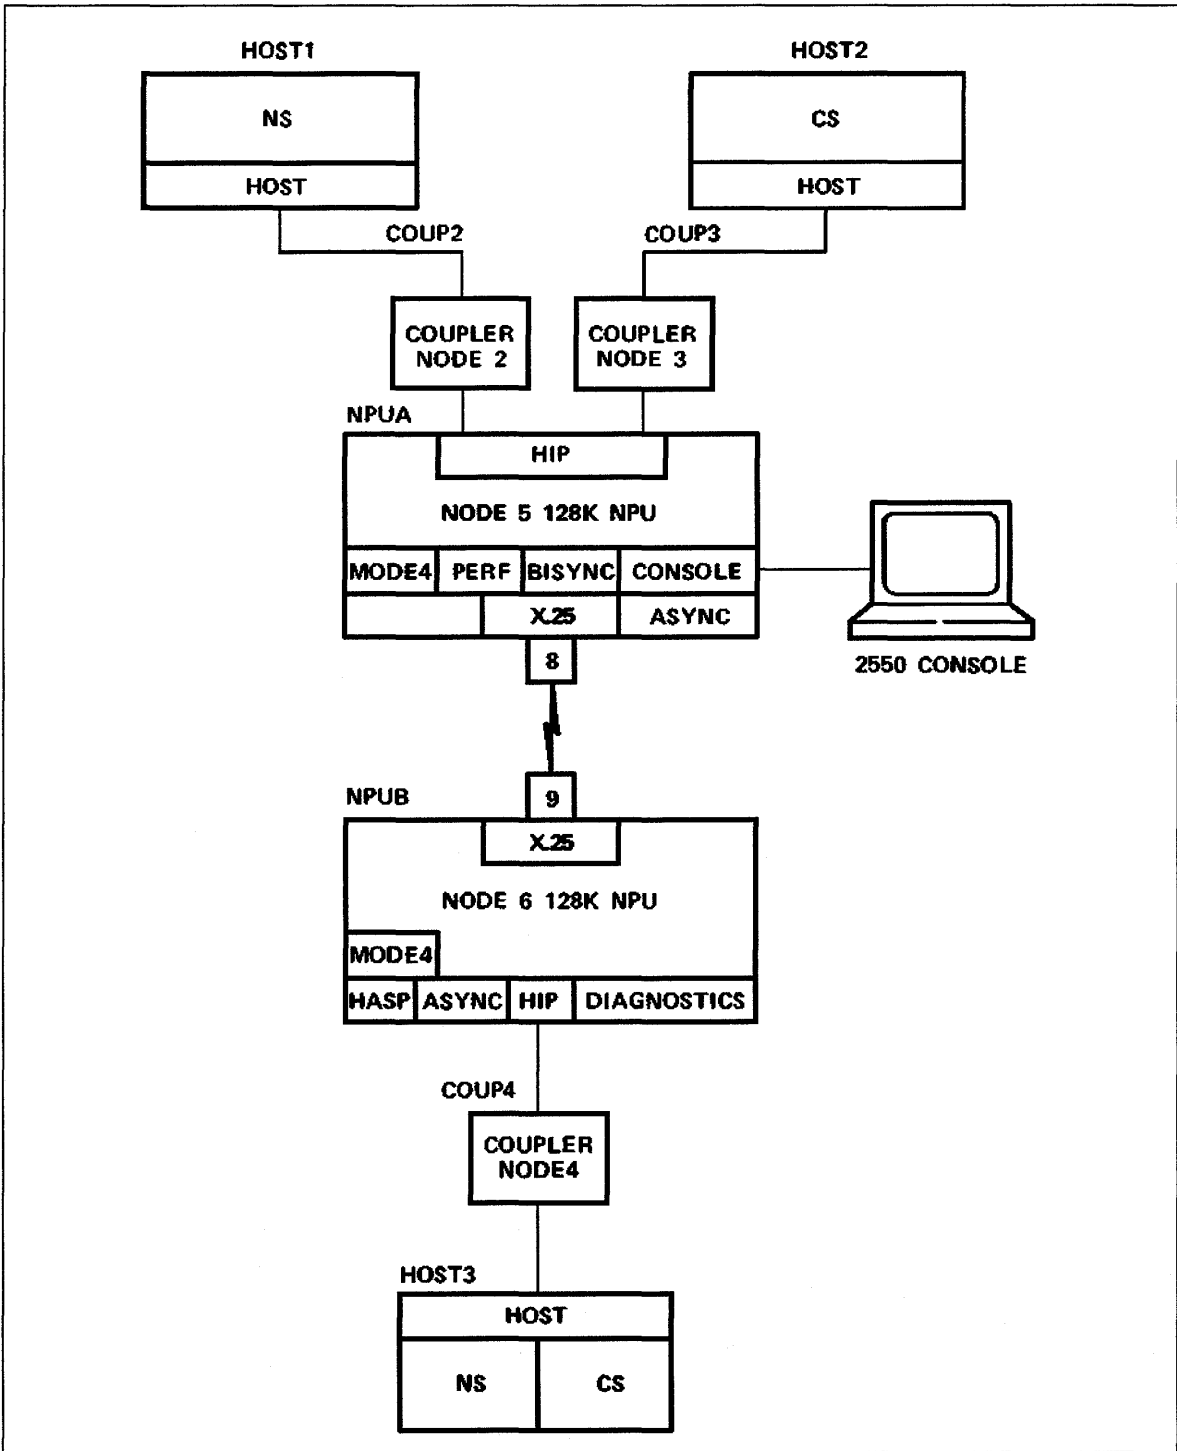 HOST1
HOST2
NS
CS
HOST
HOST
COUP2
COUP3
COUPLER
NODE 2
COUPLER
NODE 3
NPUA
HIP
NODE 5 128K NPU
MODE4 PERF BISYNC CONSOLE
X.25 ASYNC
8
2550 CONSOLE
9
NPUB
X.25
NODE 6 128K NPU
MODE4
HASP ASYNC HIP DIAGNOSTICS
COUP4
COUPLER
NODE4
HOST3
HOST
NS
CS